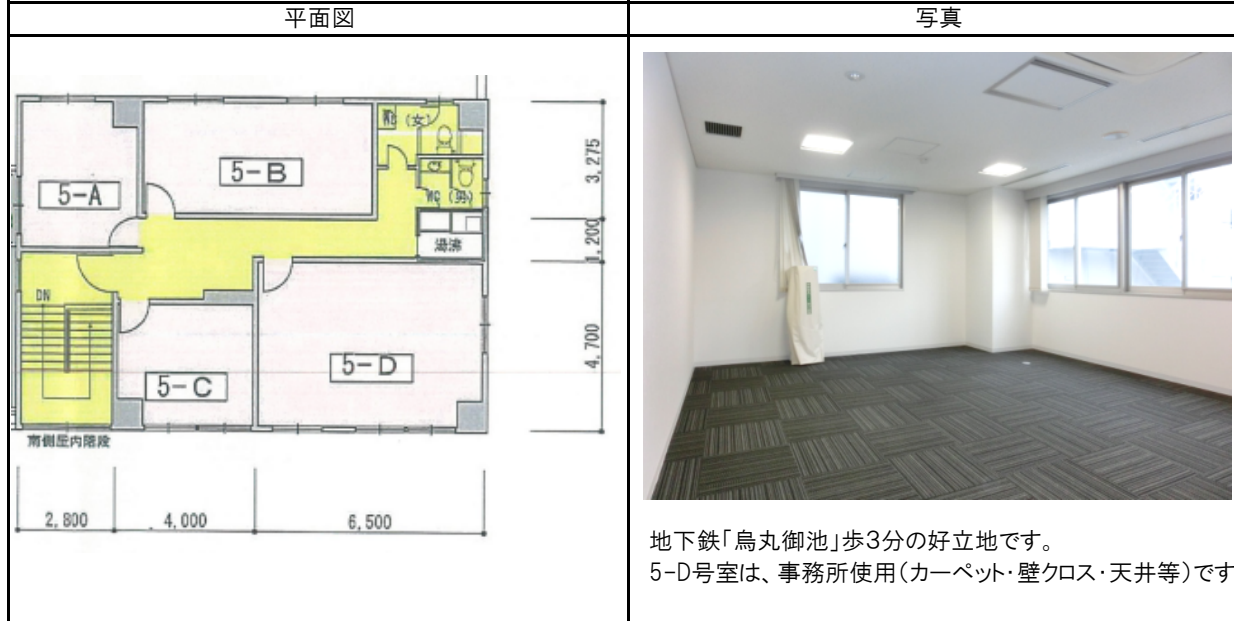 平面図
写真
WC (女)
3,275
5-B
5-A
WC (男)
1,200
湯沸
DN
4,700
5-D
5-C
南側屋内階段
2,800
4,000
6,500
地下鉄「烏丸御池」歩3分の好立地です。
5-D号室は、事務所使用(カーペット・壁クロス・天井等)です